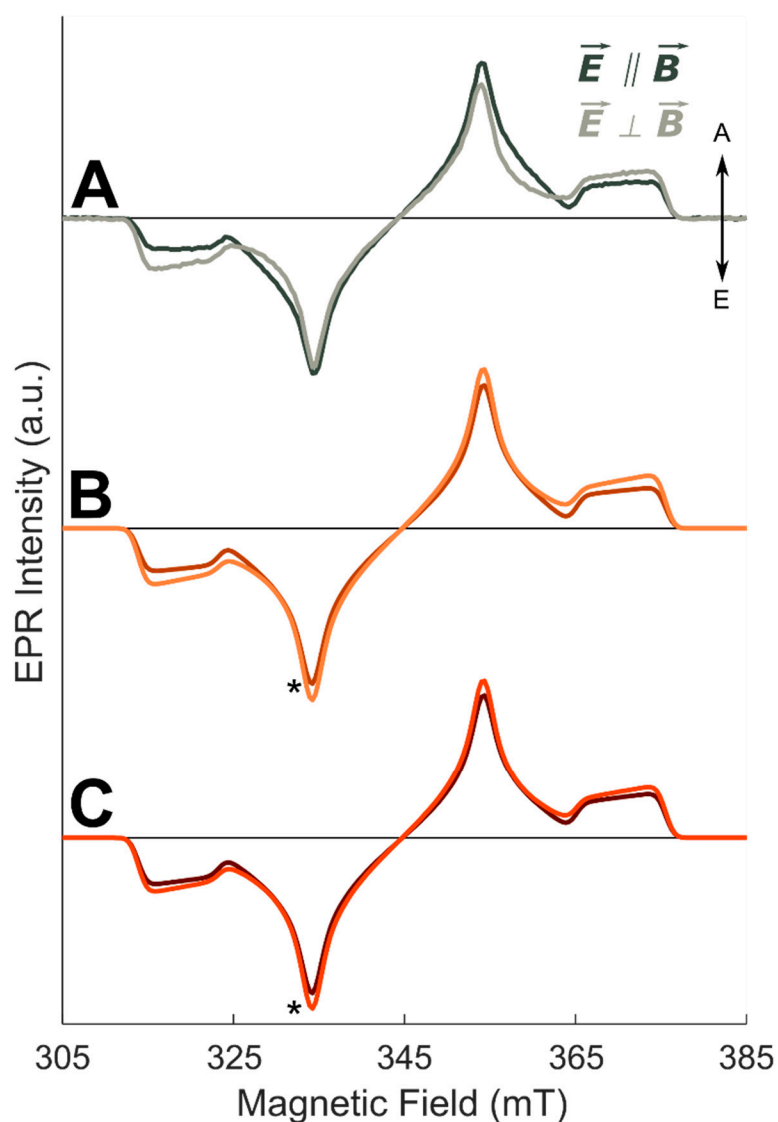 E ∥ B
E ⊥ B
A
A
E
B
*
C
*
EPR Intensity (a.u.)
305 325 345 365 385
Magnetic Field (mT)